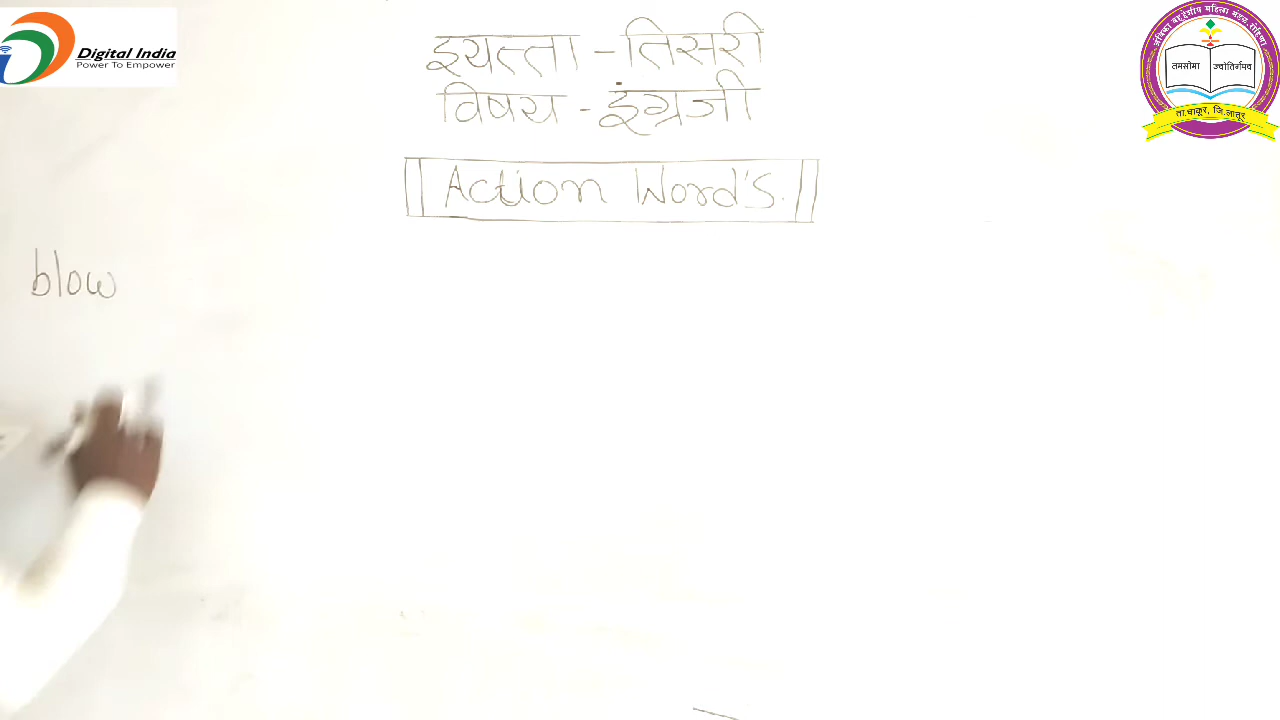 Digital India
Power To Empower
इयत्ता - तिसरी
विषय - इंग्रजी
Action Word's.
blow
तमसोमा ज्योतिर्गमय
ता.चाकूर, जि.लातूर